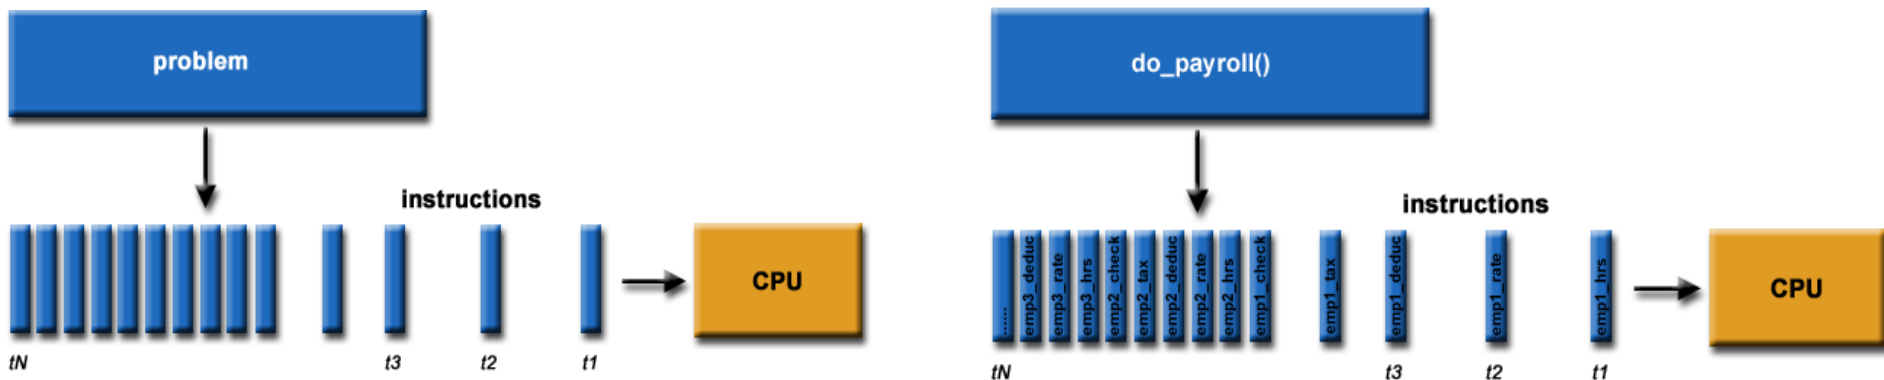 problem
instructions
CPU
tN
t3
t2
t1
do_payroll()
instructions
......
emp3_deduc
emp3_rate
emp3_hrs
emp2_check
emp2_tax
emp2_deduc
emp2_rate
emp2_hrs
emp1_check
emp1_tax
emp1_deduc
emp1_rate
emp1_hrs
CPU
tN
t3
t2
t1